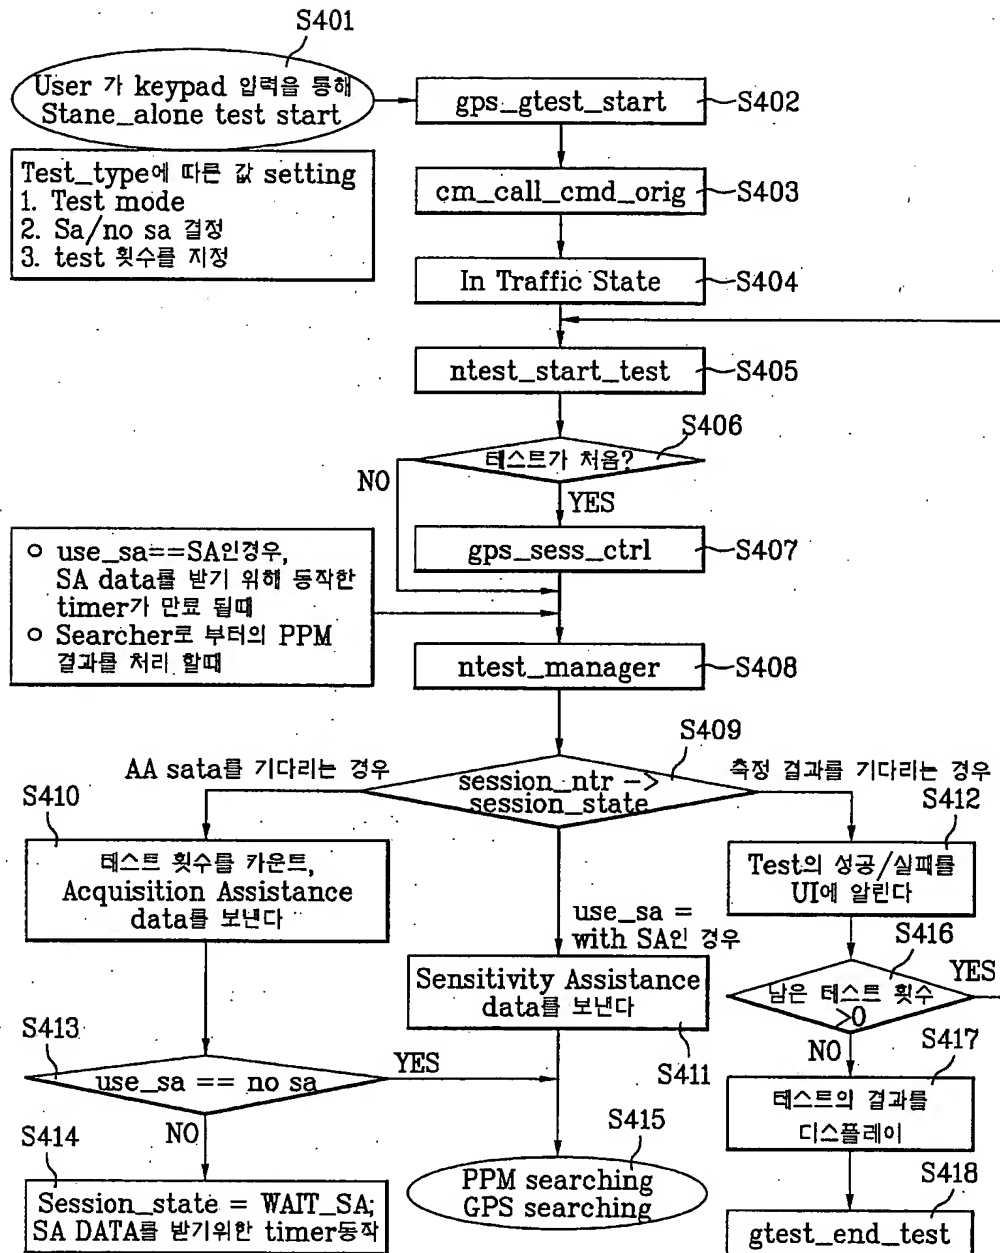 S401
User 가 keypad 입력을 통해
Stane_alone test start
gps_gtest_start
S402
Test_type에 따른 값 setting
1. Test mode
2. Sa/no sa 결정
3. test 횟수를 지정
cm_call_cmd_orig
S403
In Traffic State
S404
ntest_start_test
S405
S406
테스트가 처음?
NO
YES
gps_sess_ctrl
S407
o use_sa==SA인경우,
SA data를 받기 위해 동작한
timer가 만료 될때
o Searcher로 부터의 PPM
결과를 처리 할때
ntest_manager
S408
S409
AA sata를 기다리는 경우
session_ntr ->
session_state
측정 결과를 기다리는 경우
S410
S412
테스트 횟수를 카운트,
Acquisition Assistance
data를 보낸다
Test의 성공/실패를
UI에 알린다
use_sa =
with SA인 경우
S416
YES
Sensitivity Assistance
data를 보낸다
남은 테스트 횟수
>0
S411
NO
S413
use_sa == no sa
YES
S417
테스트의 결과를
디스플레이
S414
NO
S415
Session_state = WAIT_SA;
SA DATA를 받기위한 timer동작
PPM searching
GPS searching
S418
gtest_end_test